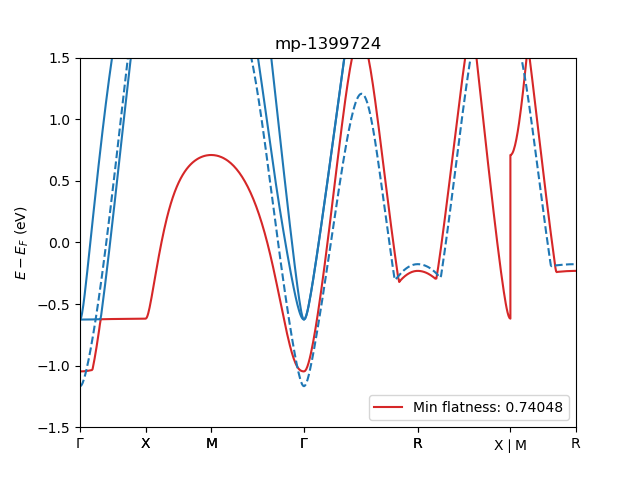 mp-1399724
1.5
1.0
0.5
0.0
−0.5
−1.0
−1.5
E − E_F (eV)
Min flatness: 0.74048
Γ X M Γ R X | M R